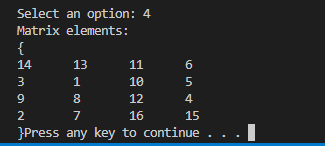 Select an option: 4
Matrix elements:
{
14 13 11 6
3 1 10 5
9 8 12 4
2 7 16 15
}Press any key to continue . . .